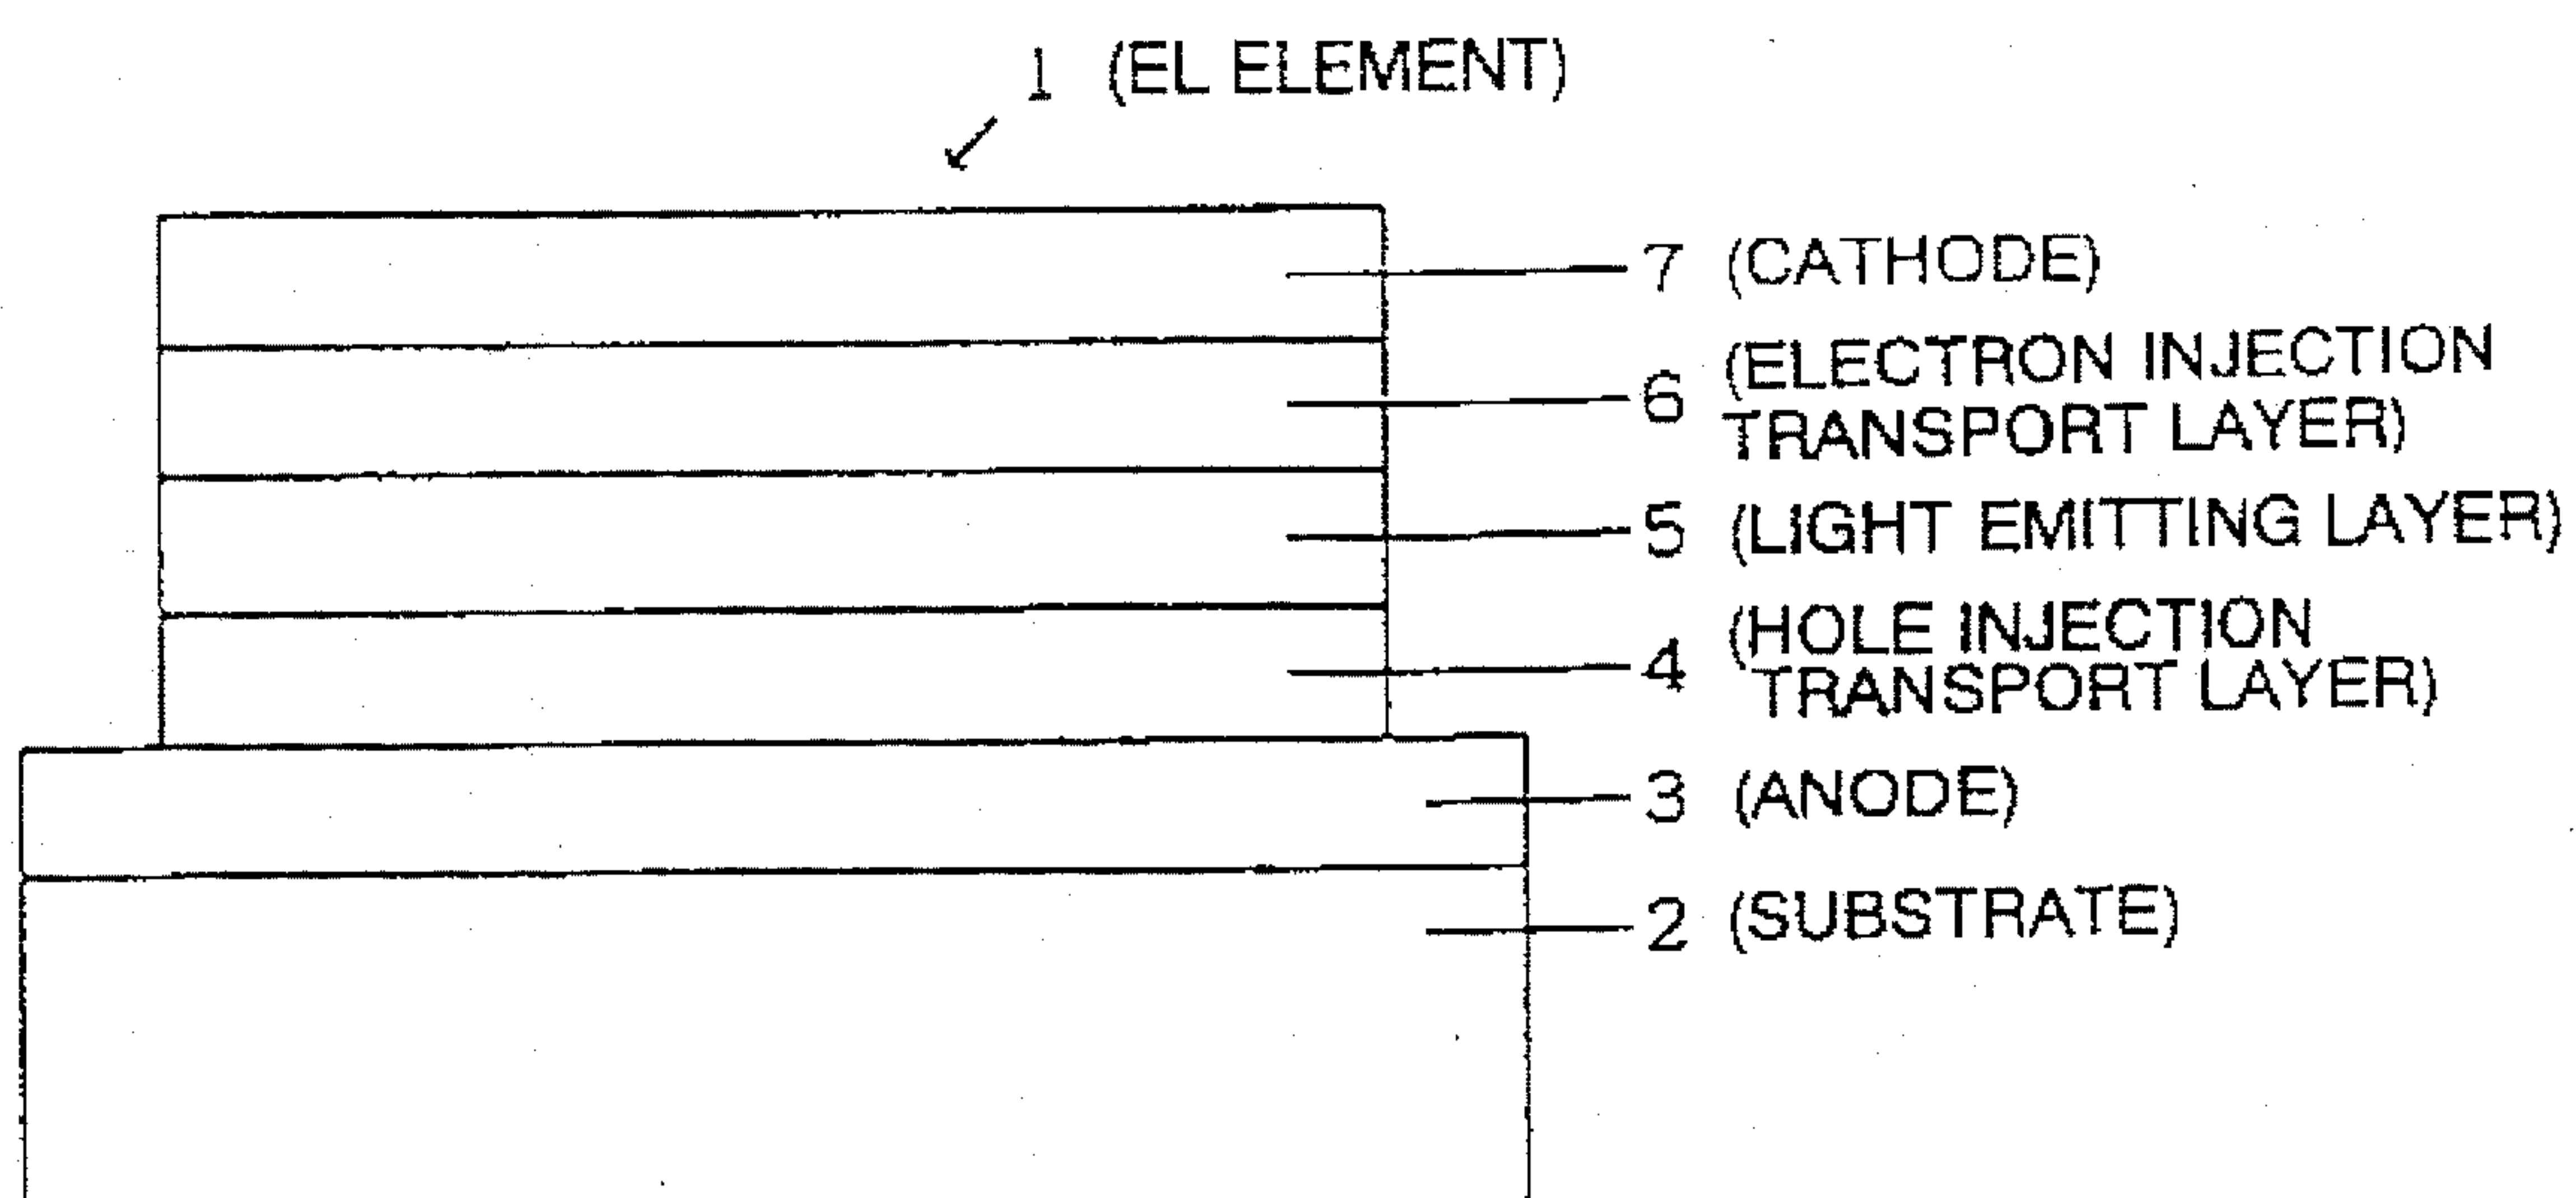 1 (EL ELEMENT)
7 (CATHODE)
6 (ELECTRON INJECTION
TRANSPORT LAYER)
5 (LIGHT EMITTING LAYER)
4 (HOLE INJECTION
TRANSPORT LAYER)
3 (ANODE)
2 (SUBSTRATE)